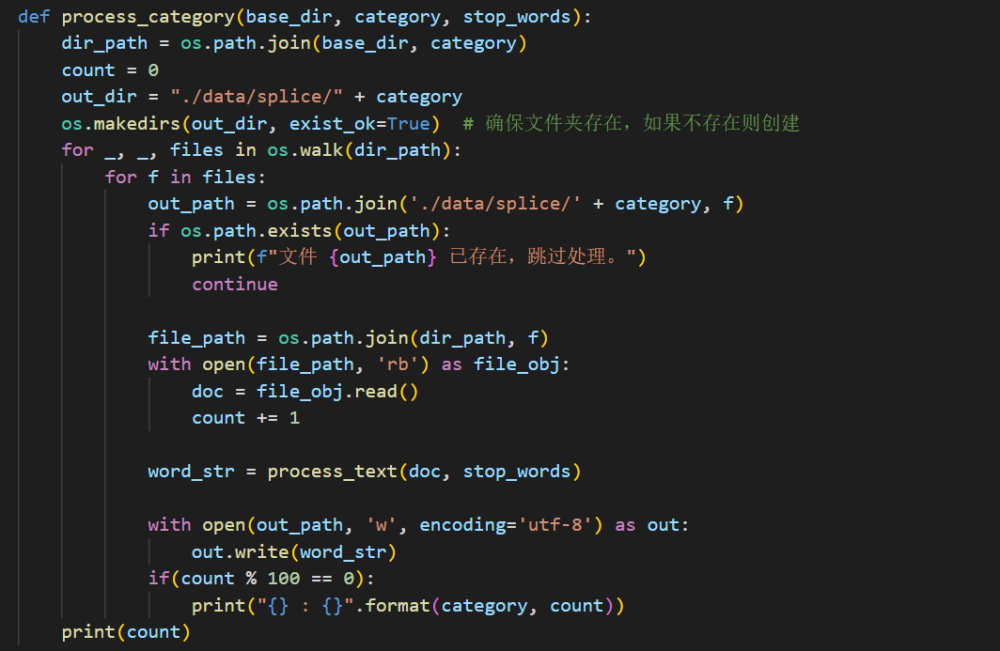 def process_category(base_dir, category, stop_words):
    dir_path = os.path.join(base_dir, category)
    count = 0
    out_dir = "./data/splice/" + category
    os.makedirs(out_dir, exist_ok=True)  # 确保文件夹存在，如果不存在则创建
    for _, _, files in os.walk(dir_path):
        for f in files:
            out_path = os.path.join('./data/splice/' + category, f)
            if os.path.exists(out_path):
                print(f"文件 {out_path} 已存在，跳过处理。")
                continue

            file_path = os.path.join(dir_path, f)
            with open(file_path, 'rb') as file_obj:
                doc = file_obj.read()
                count += 1

            word_str = process_text(doc, stop_words)

            with open(out_path, 'w', encoding='utf-8') as out:
                out.write(word_str)
            if(count % 100 == 0):
                print("{} : {}".format(category, count))
    print(count)